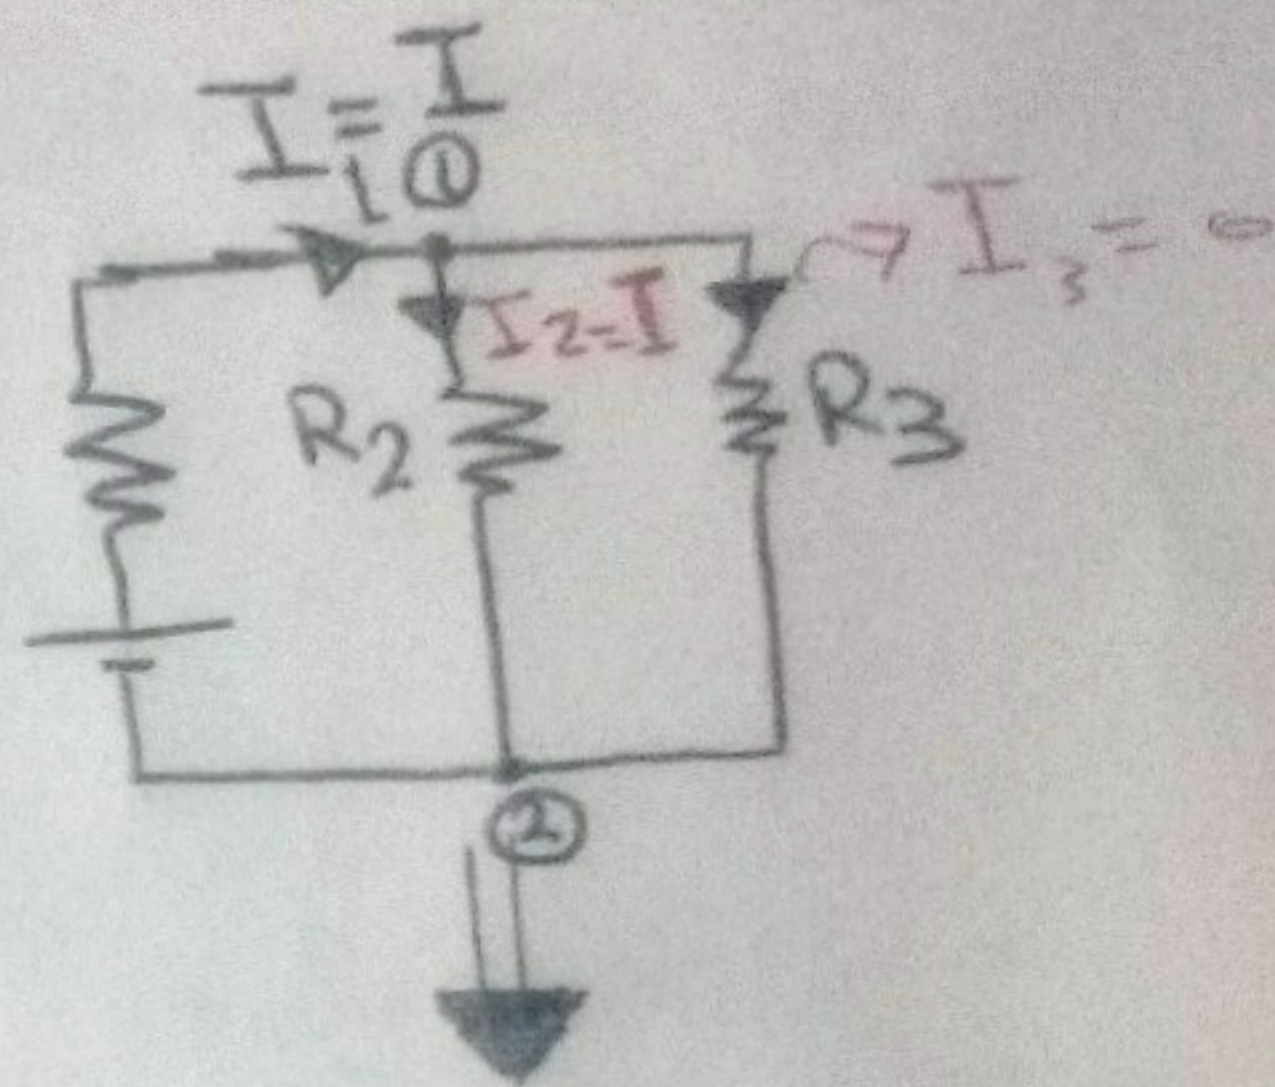 I₁ = I
①
I₂ = I
I₃ = 0
R₂
R₃
②